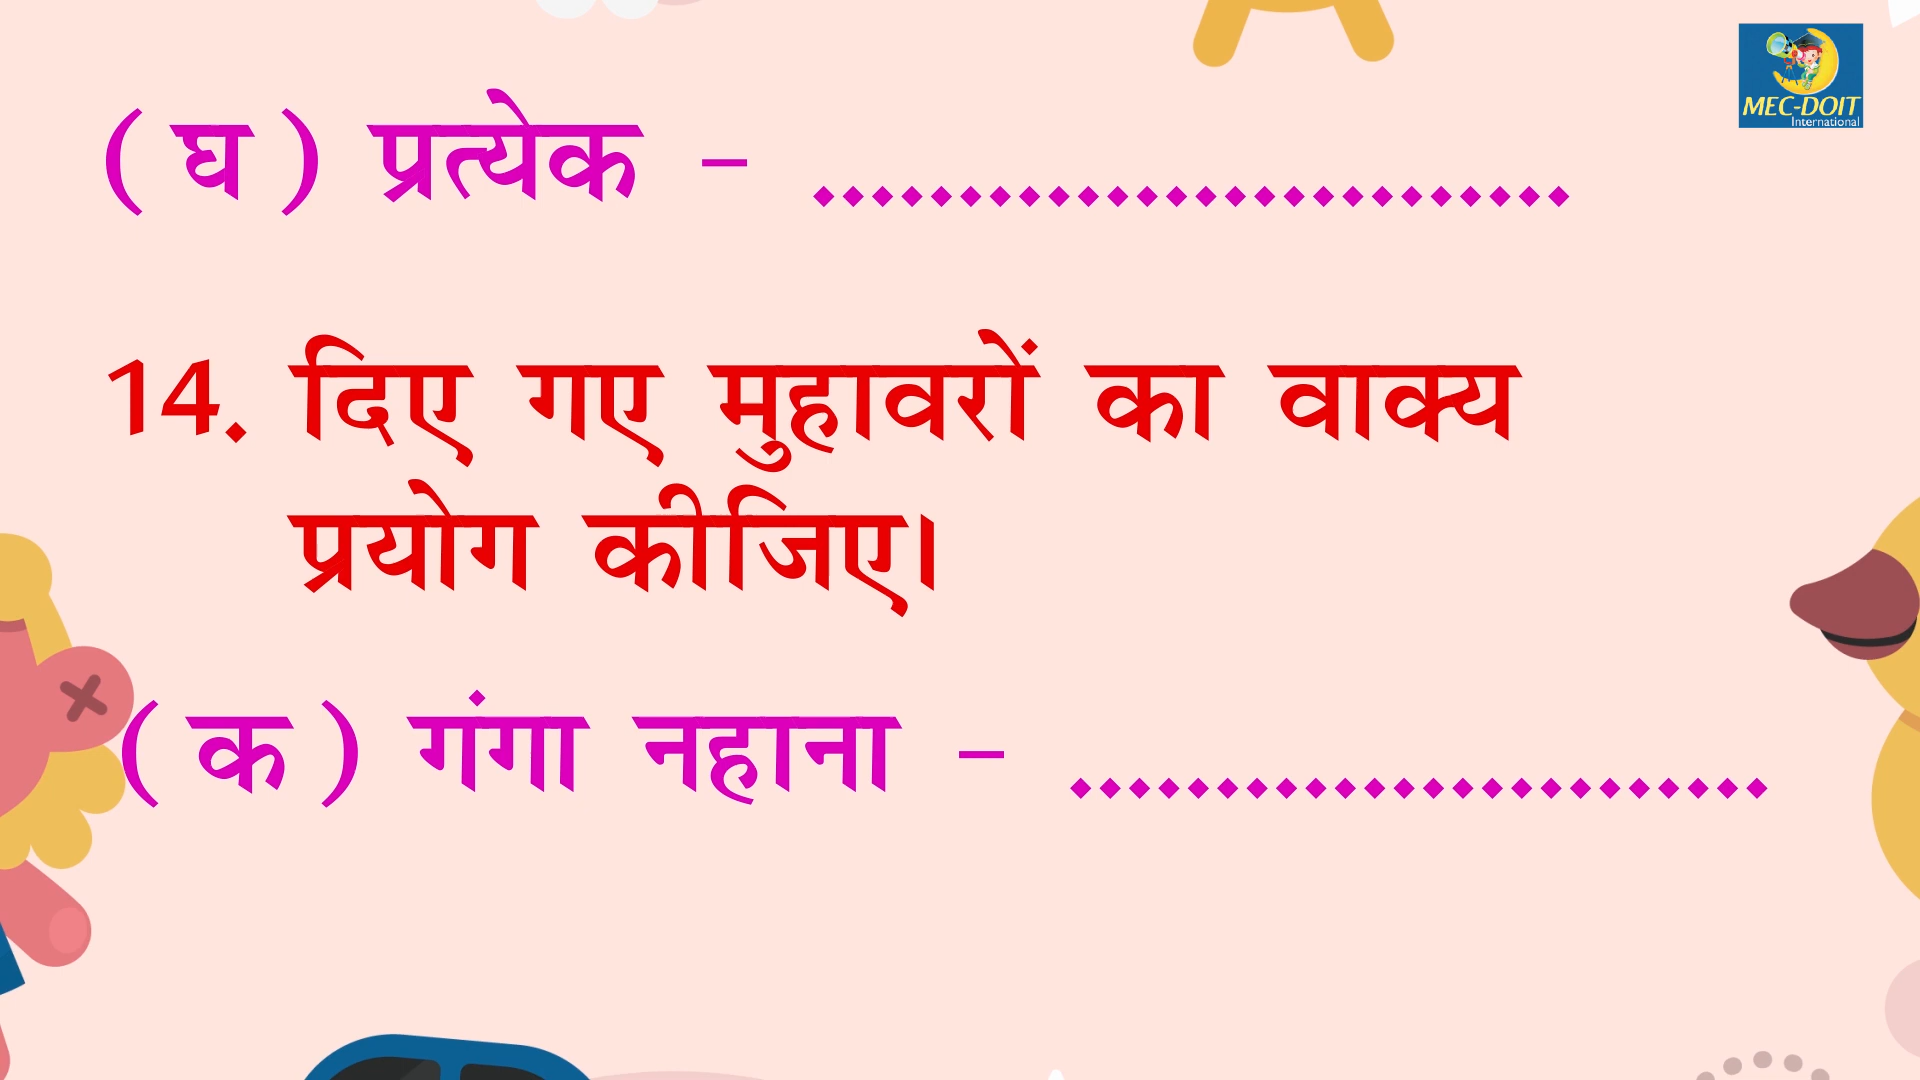 MEC-DOIT
International
(घ) प्रत्येक - ..........................
14. दिए गए मुहावरों का वाक्य
प्रयोग कीजिए।
(क) गंगा नहाना - ........................